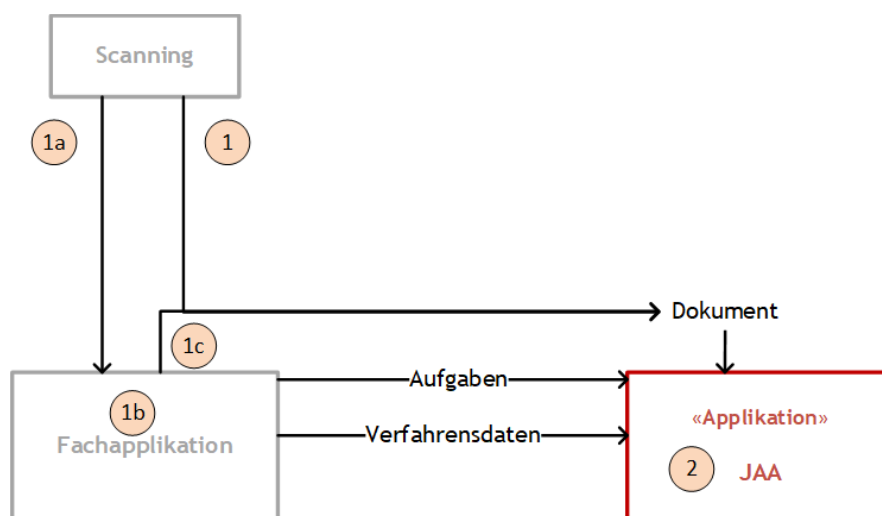 Scanning
1a
1
Dokument
1c
Aufgaben
1b
«Applikation»
Verfahrensdaten
Fachapplikation
2
JAA